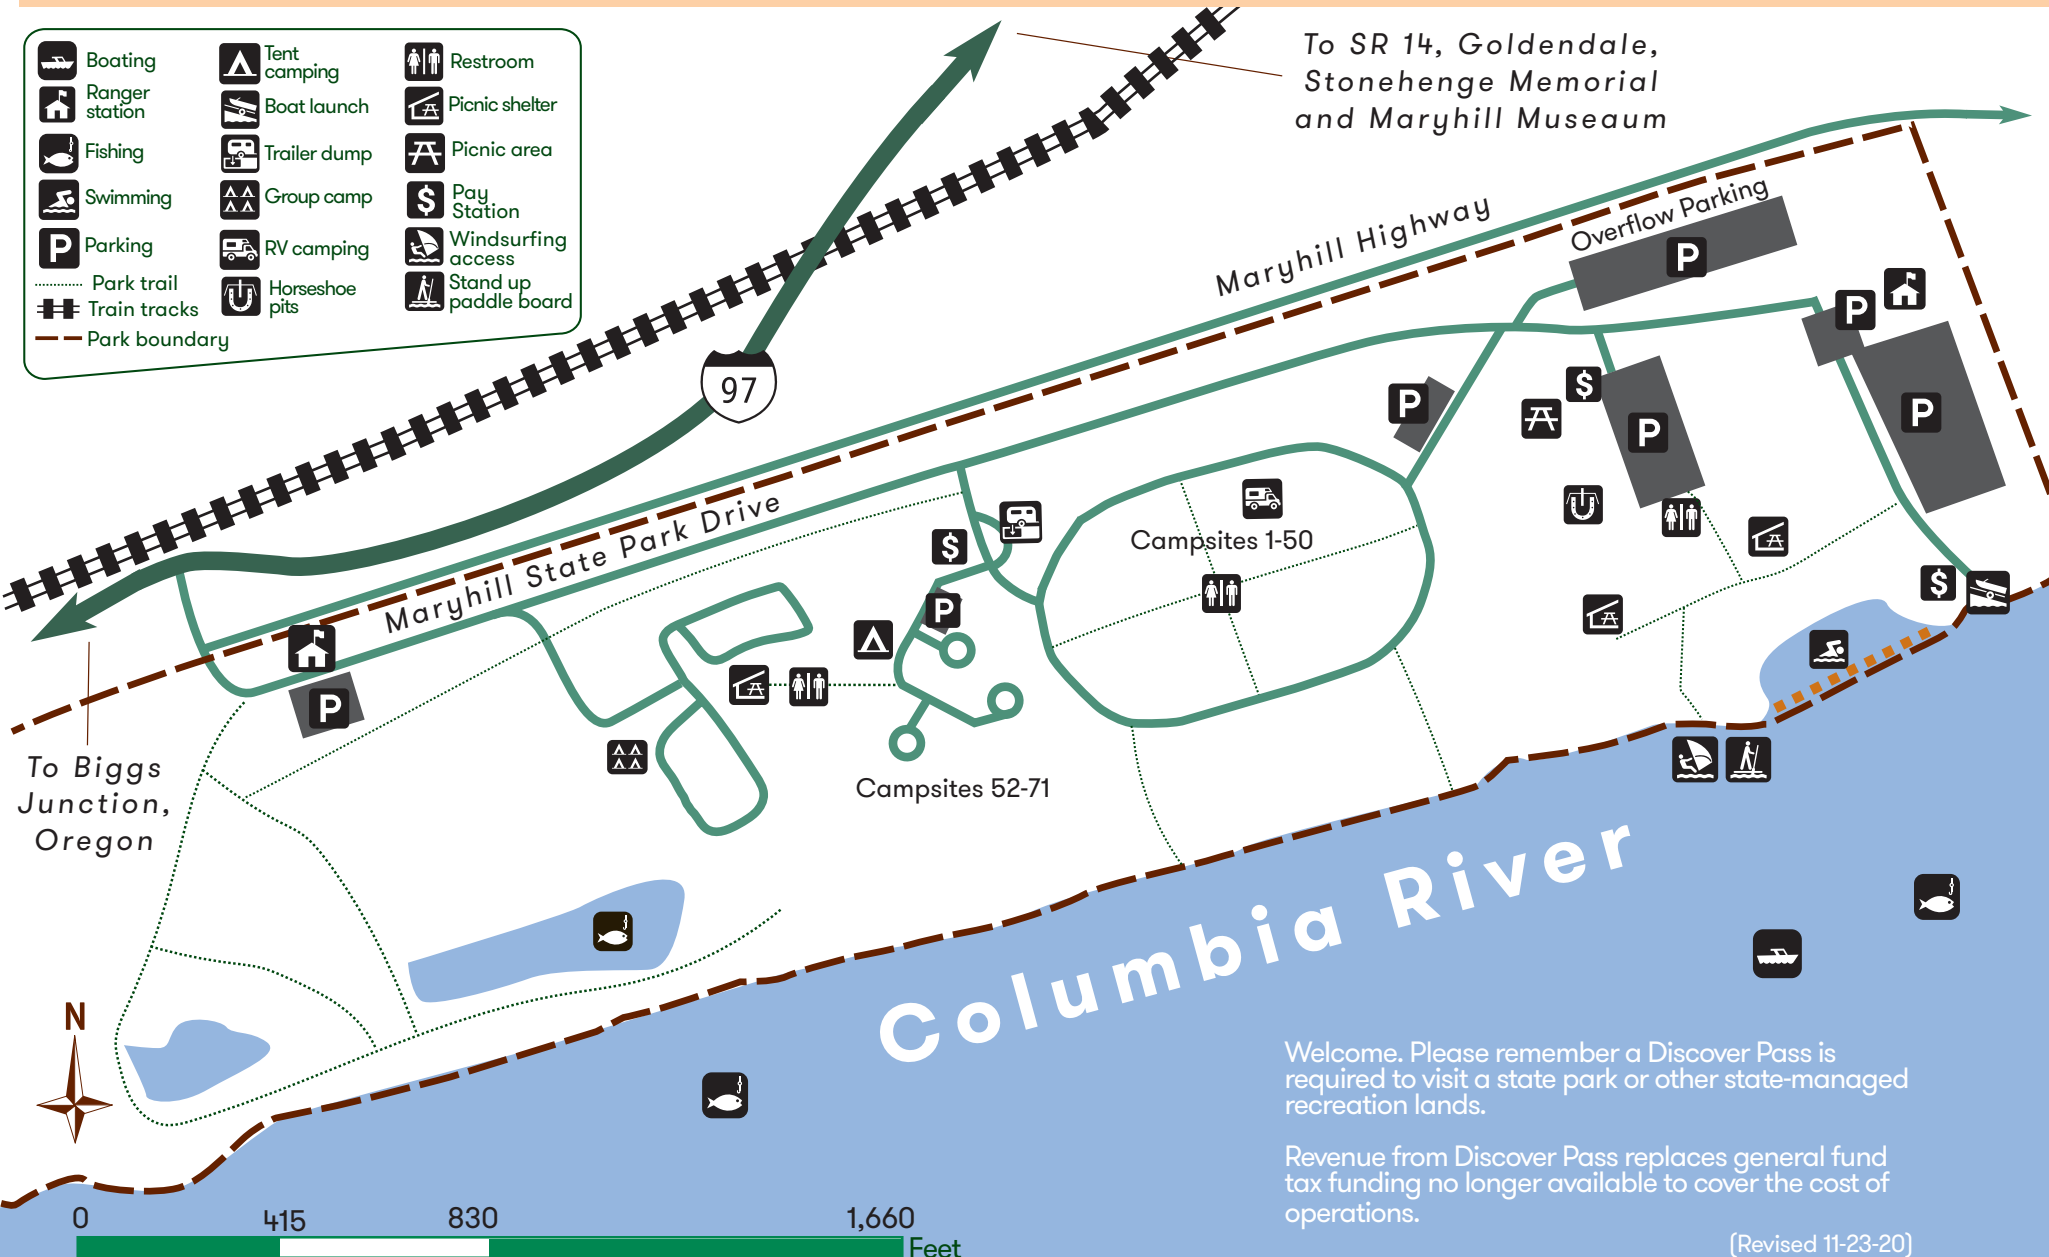 Boating
Ranger
station
Fishing
Swimming
P
Parking
Park trail
Train tracks
Park boundary
Tent
camping
Boat launch
Trailer dump
Group camp
RV camping
Horseshoe
pits
Restroom
Picnic shelter
Picnic area
$
Pay
Station
Windsurfing
access
Stand up
paddle board
To SR 14, Goldendale,
Stonehenge Memorial
and Maryhill Museaum
97
Maryhill Highway
Overflow Parking
P
P
P
$
P
P
Maryhill State Park Drive
$
P
Campsites 1-50
$
P
To Biggs
Junction,
Oregon
Campsites 52-71
Columbia River
N
Welcome. Please remember a Discover Pass is
required to visit a state park or other state-managed
recreation lands.
Revenue from Discover Pass replaces general fund
tax funding no longer available to cover the cost of
operations.
(Revised 11-23-20)
0 415 830 1,660
Feet